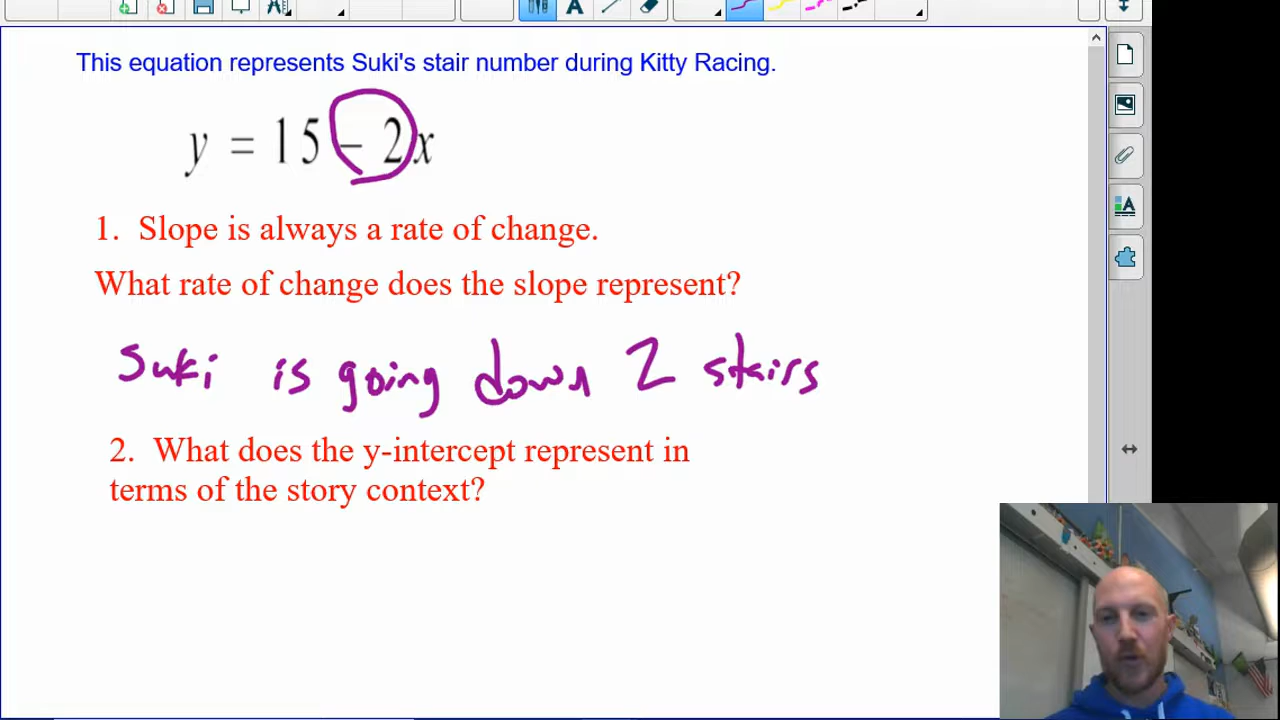 This equation represents Suki's stair number during Kitty Racing.
y = 15 – 2x
1. Slope is always a rate of change.
What rate of change does the slope represent?
Suki is going down 2 stairs
2. What does the y-intercept represent in
terms of the story context?